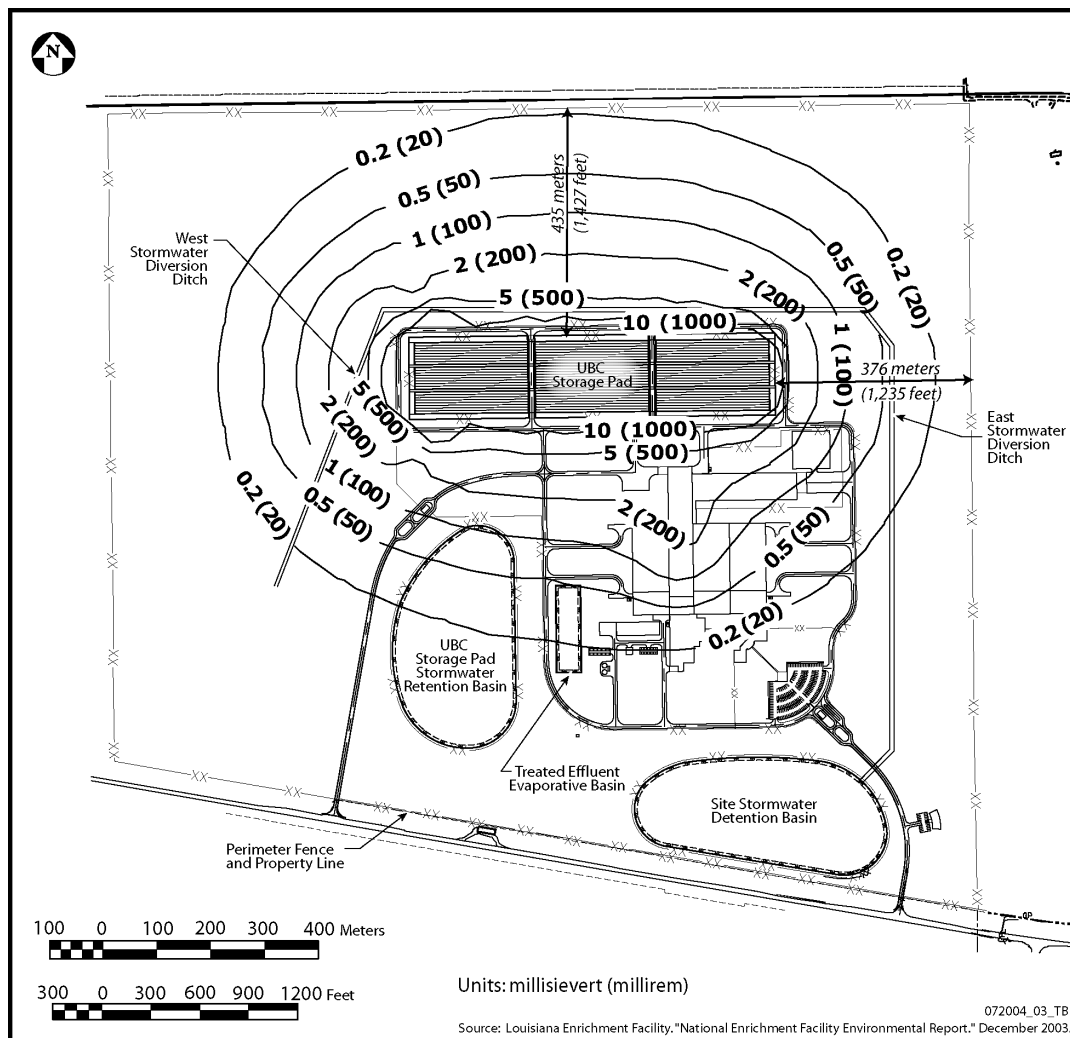 N
0.2 (20)
0.5 (50)
1 (100)
2 (200)
5 (500)
10 (1000)
435 meters
(1,427 feet)
West
Stormwater
Diversion
Ditch
2 (200)
0.5 (50)
0.2 (20)
1 (100)
UBC
Storage Pad
376 meters
(1,235 feet)
East
Stormwater
Diversion
Ditch
5 (500)
2 (200)
1 (100)
0.5 (50)
0.2 (20)
10 (1000)
5 (500)
2 (200)
0.5 (50)
0.2 (20)
UBC
Storage Pad
Stormwater
Retention Basin
Treated Effluent
Evaporative Basin
Site Stormwater
Detention Basin
Perimeter Fence
and Property Line
100 0 100 200 300 400 Meters
300 0 300 600 900 1200 Feet
Units: millisievert (millirem)
072004_03_TB
Source: Louisiana Enrichment Facility. "National Enrichment Facility Environmental Report." December 2003.